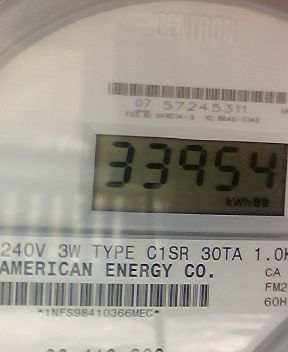 CENTRON
07 57245311
33954
kWh
240V 3W TYPE C1SR 30TA 1.0K
AMERICAN ENERGY CO.
CA
FM2
60H
*1NFS98410366MEC*